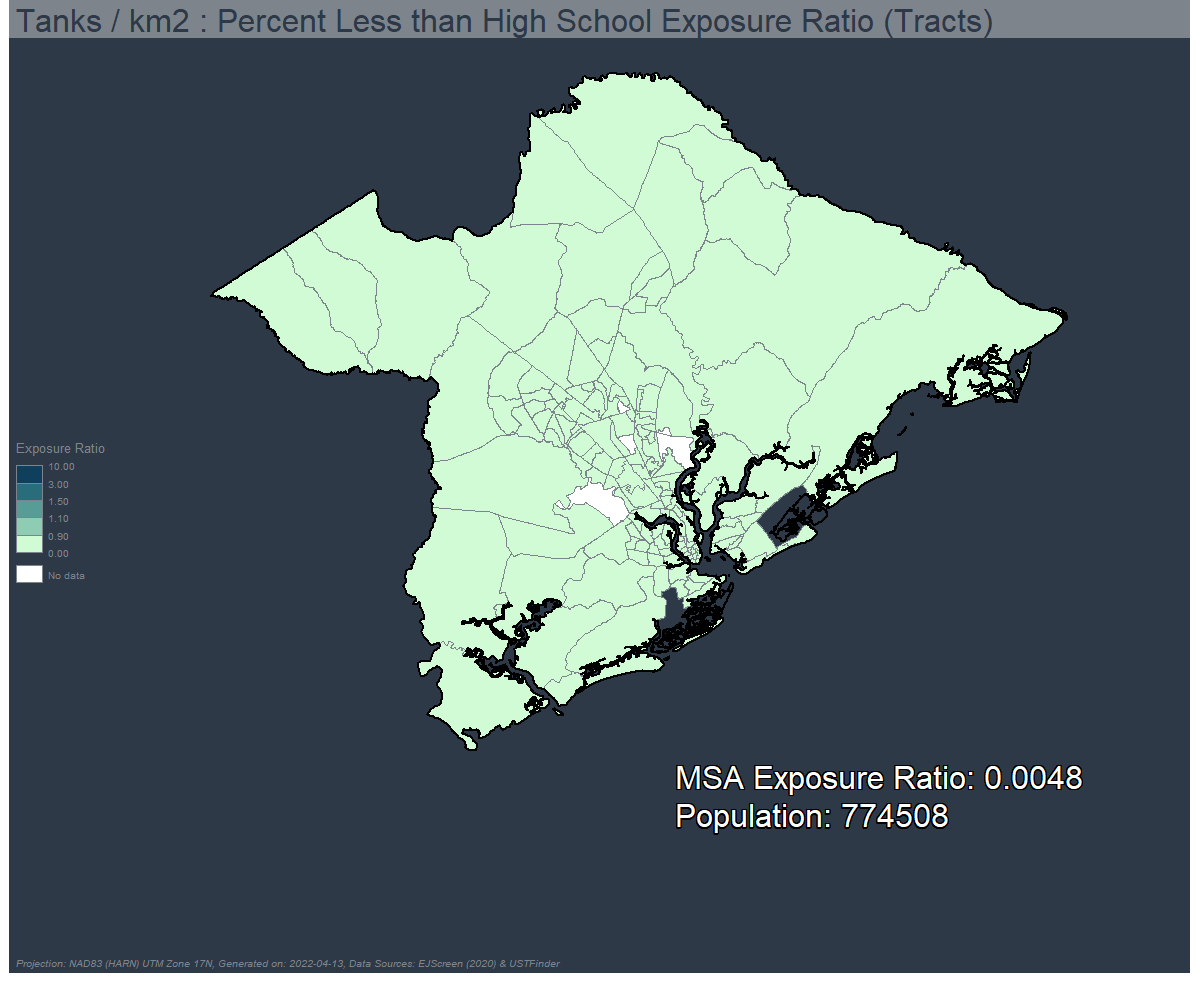 Tanks / km2 : Percent Less than High School Exposure Ratio (Tracts)
Exposure Ratio
10.00
3.00
1.50
1.10
0.90
0.00
No data
MSA Exposure Ratio: 0.0048
Population: 774508
Projection: NAD83 (HARN) UTM Zone 17N, Generated on: 2022-04-13, Data Sources: EJScreen (2020) & USTFinder